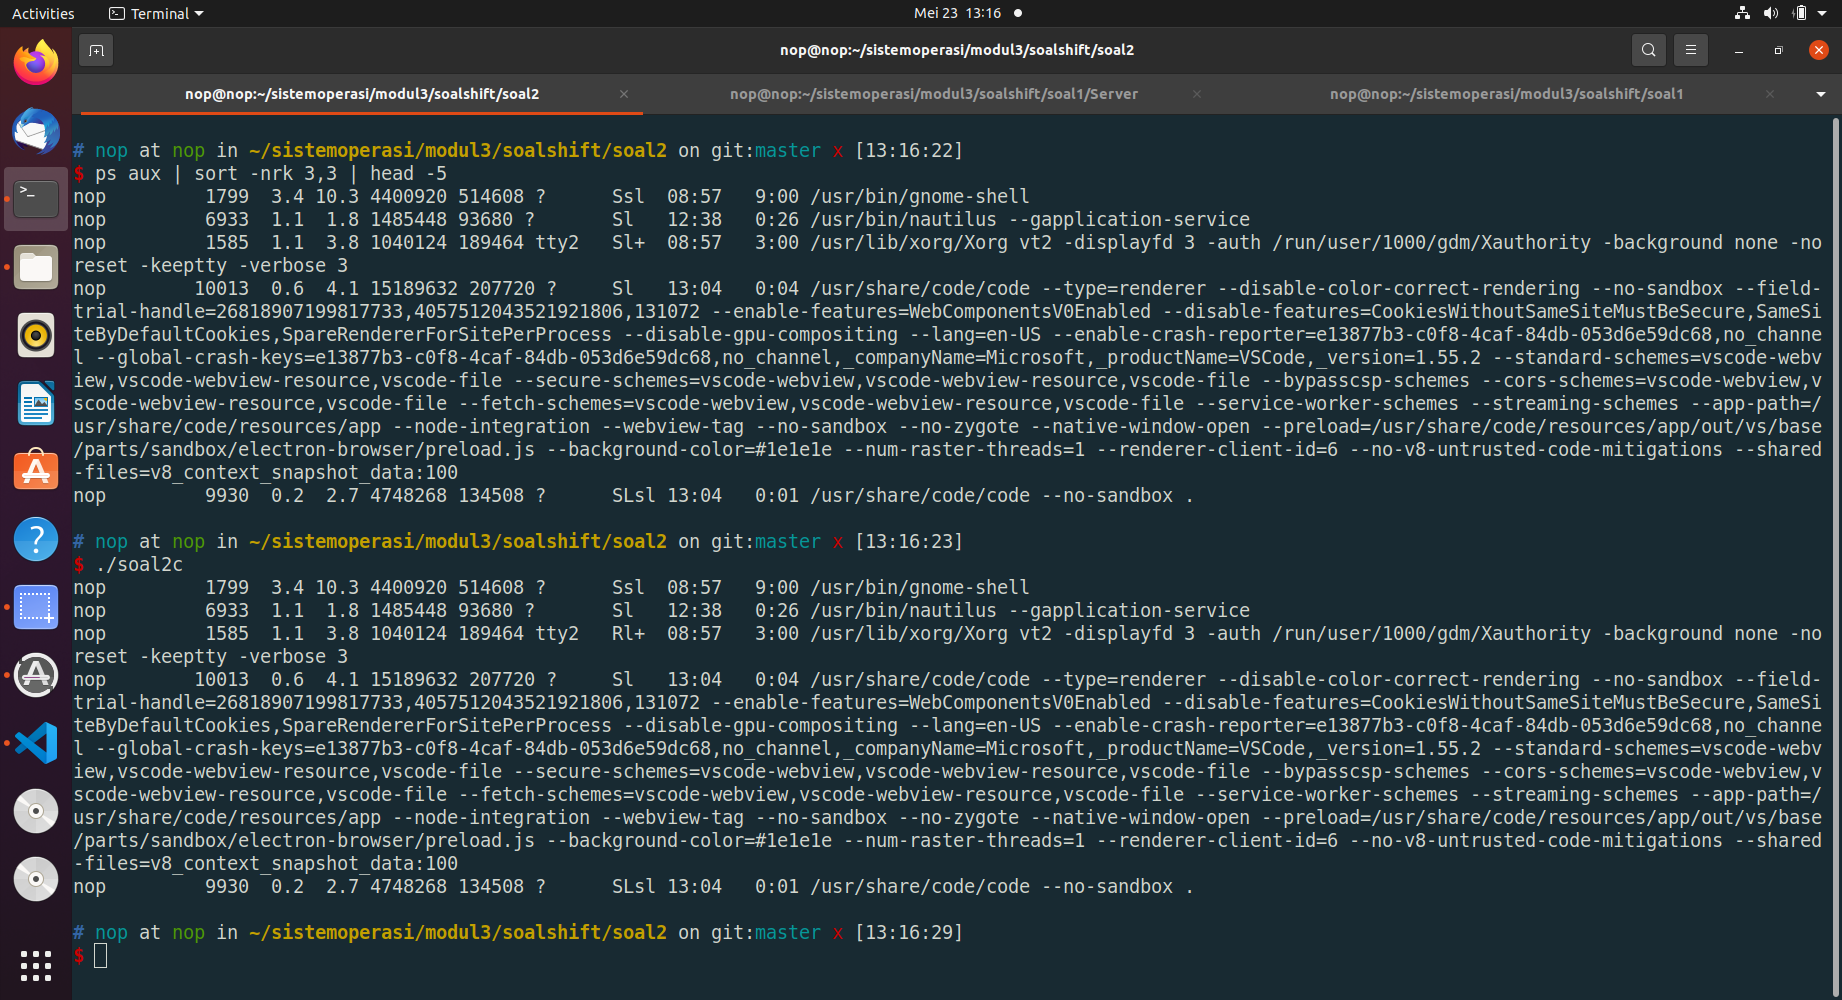 Activities
Terminal
Mei 23 13:16
nop@nop:~/sistemoperasi/modul3/soalshift/soal2
nop@nop:~/sistemoperasi/modul3/soalshift/soal2
nop@nop:~/sistemoperasi/modul3/soalshift/soal1/Server
nop@nop:~/sistemoperasi/modul3/soalshift/soal1
# nop at nop in ~/sistemoperasi/modul3/soalshift/soal2 on git:master x [13:16:22]
$ ps aux | sort -nrk 3,3 | head -5
nop         1799  3.4 10.3 4400920 514608 ?      Ssl  08:57   9:00 /usr/bin/gnome-shell
nop         6933  1.1  1.8 1485448 93680 ?       Sl   12:38   0:26 /usr/bin/nautilus --gapplication-service
nop         1585  1.1  3.8 1040124 189464 tty2   Sl+  08:57   3:00 /usr/lib/xorg/Xorg vt2 -displayfd 3 -auth /run/user/1000/gdm/Xauthority -background none -no
reset -keeptty -verbose 3
nop        10013  0.6  4.1 15189632 207720 ?      Sl   13:04   0:04 /usr/share/code/code --type=renderer --disable-color-correct-rendering --no-sandbox --field-
trial-handle=26818907199817733,4057512043521921806,131072 --enable-features=WebComponentsV0Enabled --disable-features=CookiesWithoutSameSiteMustBeSecure,SameSi
teByDefaultCookies,SpareRendererForSitePerProcess --disable-gpu-compositing --lang=en-US --enable-crash-reporter=e13877b3-c0f8-4caf-84db-053d6e59dc68,no_channe
l --global-crash-keys=e13877b3-c0f8-4caf-84db-053d6e59dc68,no_channel,_companyName=Microsoft,_productName=VSCode,_version=1.55.2 --standard-schemes=vscode-webv
iew,vscode-webview-resource,vscode-file --secure-schemes=vscode-webview,vscode-webview-resource,vscode-file --bypasscsp-schemes --cors-schemes=vscode-webview,v
scode-webview-resource,vscode-file --fetch-schemes=vscode-webview,vscode-webview-resource,vscode-file --service-worker-schemes --streaming-schemes --app-path=/
usr/share/code/resources/app --node-integration --webview-tag --no-sandbox --no-zygote --native-window-open --preload=/usr/share/code/resources/app/out/vs/base
/parts/sandbox/electron-browser/preload.js --background-color=#1e1e1e --num-raster-threads=1 --renderer-client-id=6 --no-v8-untrusted-code-mitigations --shared
-files=v8_context_snapshot_data:100
nop         9930  0.2  2.7 4748268 134508 ?      SLsl 13:04   0:01 /usr/share/code/code --no-sandbox .
# nop at nop in ~/sistemoperasi/modul3/soalshift/soal2 on git:master x [13:16:23]
$ ./soal2c
nop         1799  3.4 10.3 4400920 514608 ?      Ssl  08:57   9:00 /usr/bin/gnome-shell
nop         6933  1.1  1.8 1485448 93680 ?       Sl   12:38   0:26 /usr/bin/nautilus --gapplication-service
nop         1585  1.1  3.8 1040124 189464 tty2   Rl+  08:57   3:00 /usr/lib/xorg/Xorg vt2 -displayfd 3 -auth /run/user/1000/gdm/Xauthority -background none -no
reset -keeptty -verbose 3
nop        10013  0.6  4.1 15189632 207720 ?      Sl   13:04   0:04 /usr/share/code/code --type=renderer --disable-color-correct-rendering --no-sandbox --field-
trial-handle=26818907199817733,4057512043521921806,131072 --enable-features=WebComponentsV0Enabled --disable-features=CookiesWithoutSameSiteMustBeSecure,SameSi
teByDefaultCookies,SpareRendererForSitePerProcess --disable-gpu-compositing --lang=en-US --enable-crash-reporter=e13877b3-c0f8-4caf-84db-053d6e59dc68,no_channe
l --global-crash-keys=e13877b3-c0f8-4caf-84db-053d6e59dc68,no_channel,_companyName=Microsoft,_productName=VSCode,_version=1.55.2 --standard-schemes=vscode-webv
iew,vscode-webview-resource,vscode-file --secure-schemes=vscode-webview,vscode-webview-resource,vscode-file --bypasscsp-schemes --cors-schemes=vscode-webview,v
scode-webview-resource,vscode-file --fetch-schemes=vscode-webview,vscode-webview-resource,vscode-file --service-worker-schemes --streaming-schemes --app-path=/
usr/share/code/resources/app --node-integration --webview-tag --no-sandbox --no-zygote --native-window-open --preload=/usr/share/code/resources/app/out/vs/base
/parts/sandbox/electron-browser/preload.js --background-color=#1e1e1e --num-raster-threads=1 --renderer-client-id=6 --no-v8-untrusted-code-mitigations --shared
-files=v8_context_snapshot_data:100
nop         9930  0.2  2.7 4748268 134508 ?      SLsl 13:04   0:01 /usr/share/code/code --no-sandbox .
# nop at nop in ~/sistemoperasi/modul3/soalshift/soal2 on git:master x [13:16:29]
$